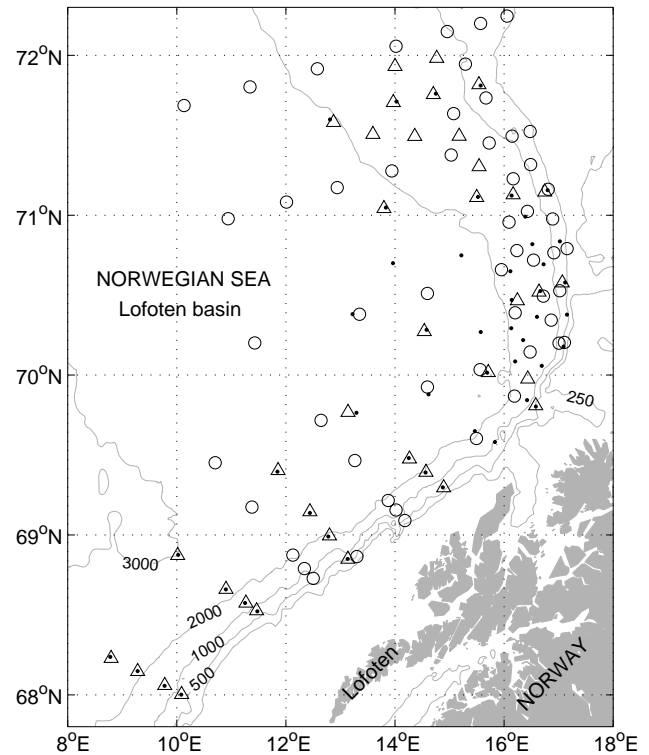 72°N
71°N
NORWEGIAN SEA
Lofoten basin
70°N
250
69°N
3000
2000
1000
500
Lofoten
NORWAY
68°N
8°E
10°E
12°E
14°E
16°E
18°E